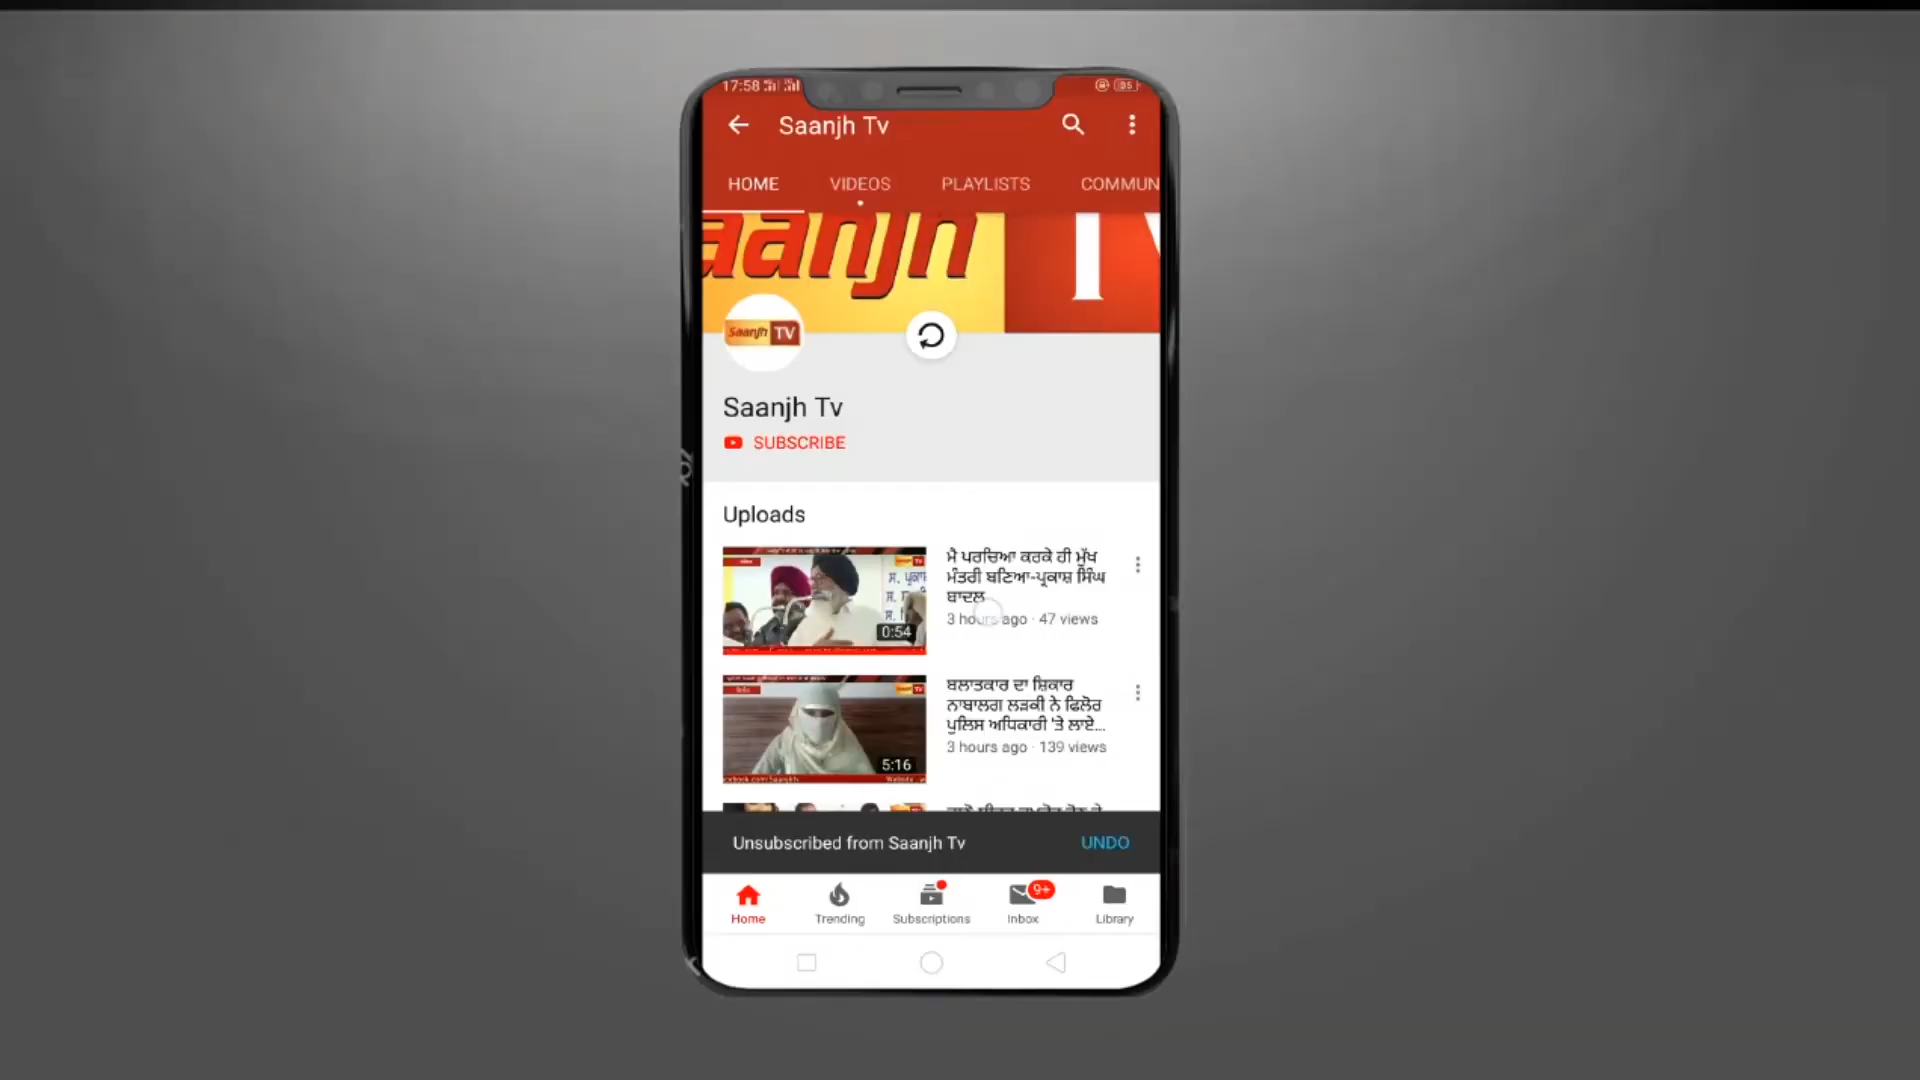 17:58
Saanjh Tv
HOME VIDEOS PLAYLISTS COMMUN
aanjh TV
Saanjh TV
Saanjh Tv
SUBSCRIBE
Uploads
ਮੈ ਪਰਚਿਆ ਕਰਕੇ ਹੀ ਮੁੱਖ
ਮੰਤਰੀ ਬਣਿਆ-ਪ੍ਰਕਾਸ਼ ਸਿੰਘ
ਬਾਦਲ
3 hours ago · 47 views
0:54
ਬਲਾਤਕਾਰ ਦਾ ਸ਼ਿਕਾਰ
ਨਾਬਾਲਗ ਲੜਕੀ ਨੇ ਫਿਲੋਰ
ਪੁਲਿਸ ਅਧਿਕਾਰੀ 'ਤੇ ਲਾਏ...
3 hours ago · 139 views
5:16
Unsubscribed from Saanjh Tv UNDO
9+
Home Trending Subscriptions Inbox Library